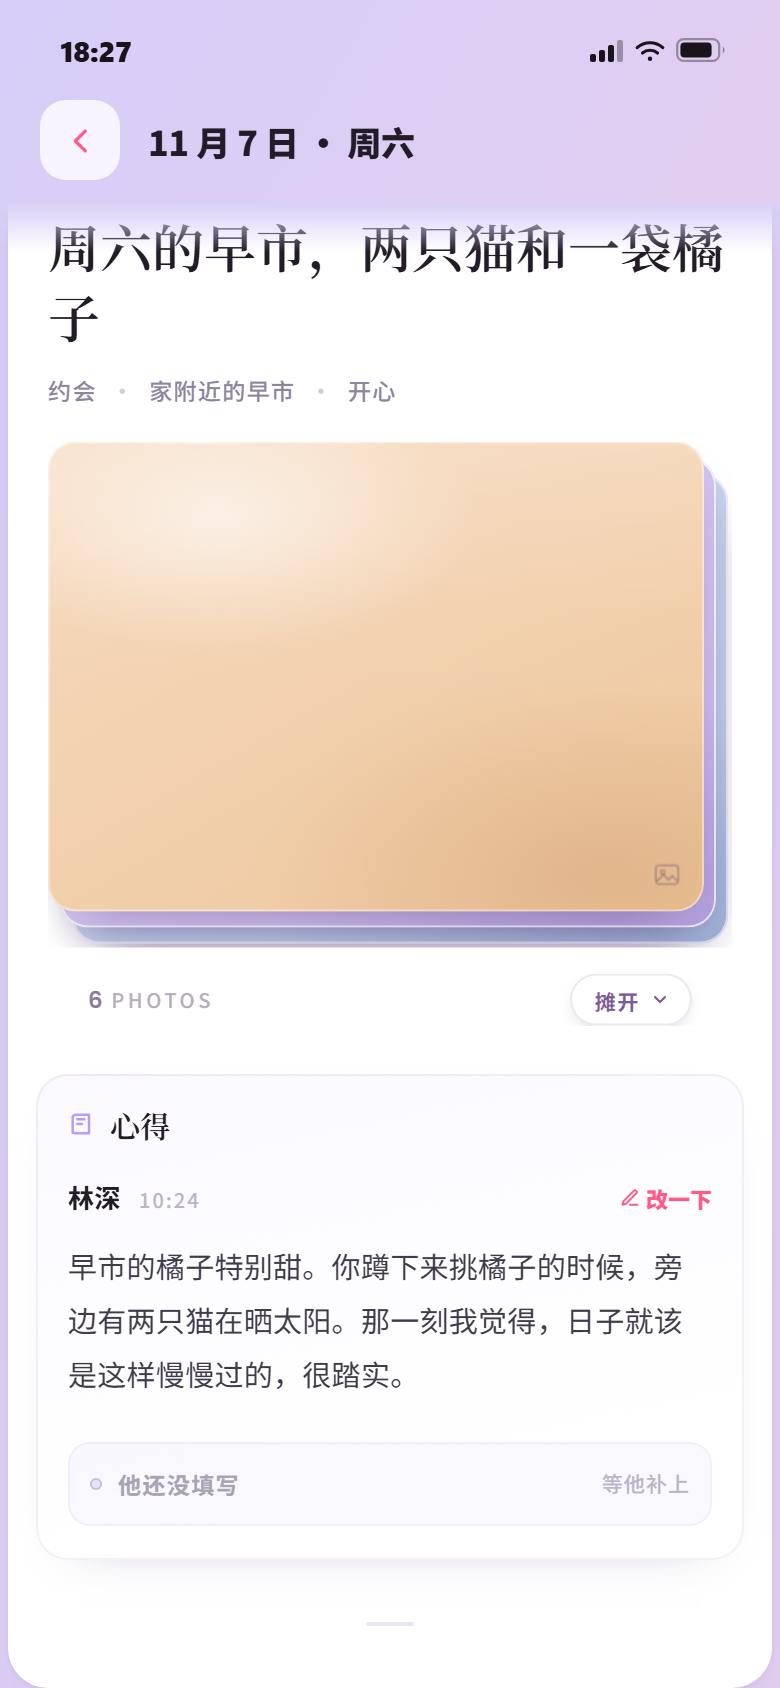 18:27
11 月 7 日 • 周六
周六的早市，两只猫和一袋橘
子
约会 • 家附近的早市 • 开心
6 PHOTOS
摊开
心得
林深 10:24 改一下
早市的橘子特别甜。你蹲下来挑橘子的时候，旁
边有两只猫在晒太阳。那一刻我觉得，日子就该
是这样慢慢过的，很踏实。
他还没填写 等他补上